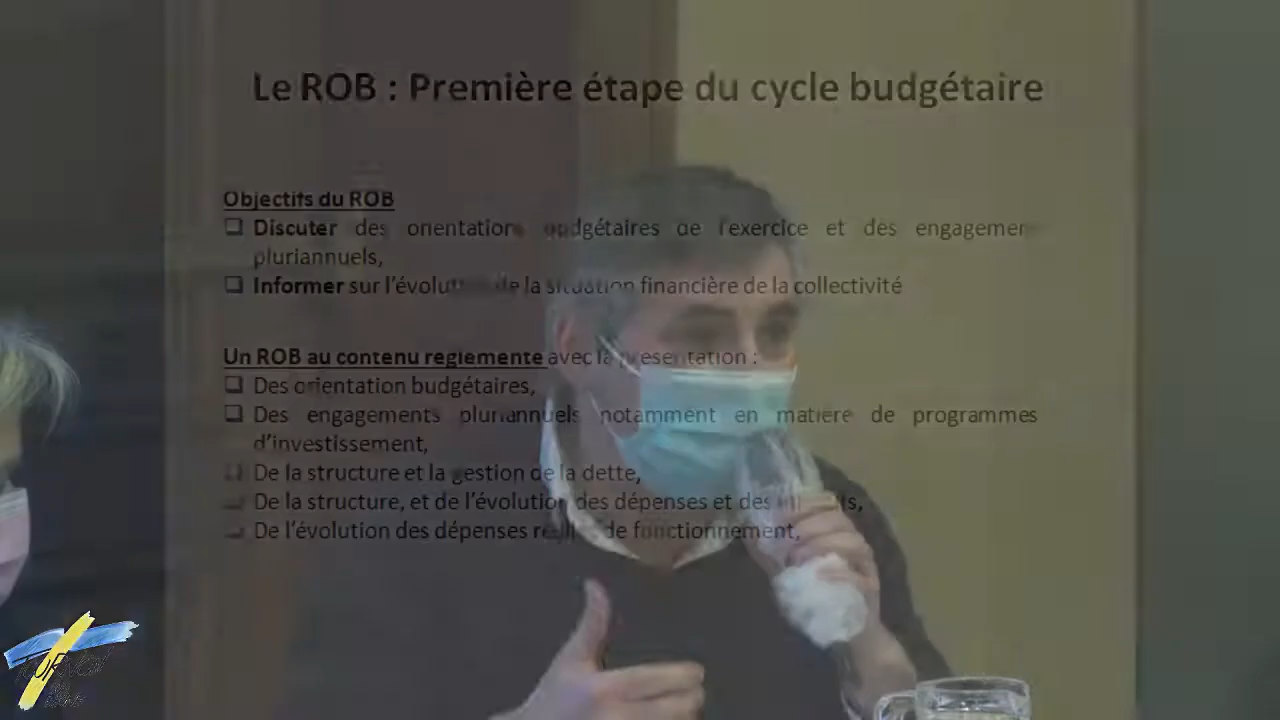 Le ROB : Première étape du cycle budgétaire
Objectifs du ROB
❑ Discuter des orientations budgétaires de l'exercice et des engagement
pluriannuels,
❑ Informer sur l'évolution de la situation financière de la collectivité
Un ROB au contenu réglementé avec la présentation :
❑ Des orientation budgétaires,
❑ Des engagements pluriannuels notamment en matière de programmes
d'investissement,
❑ De la structure et la gestion de la dette,
❑ De la structure, et de l'évolution des dépenses et des
❑ De l'évolution des dépenses réelles de fonctionnement,